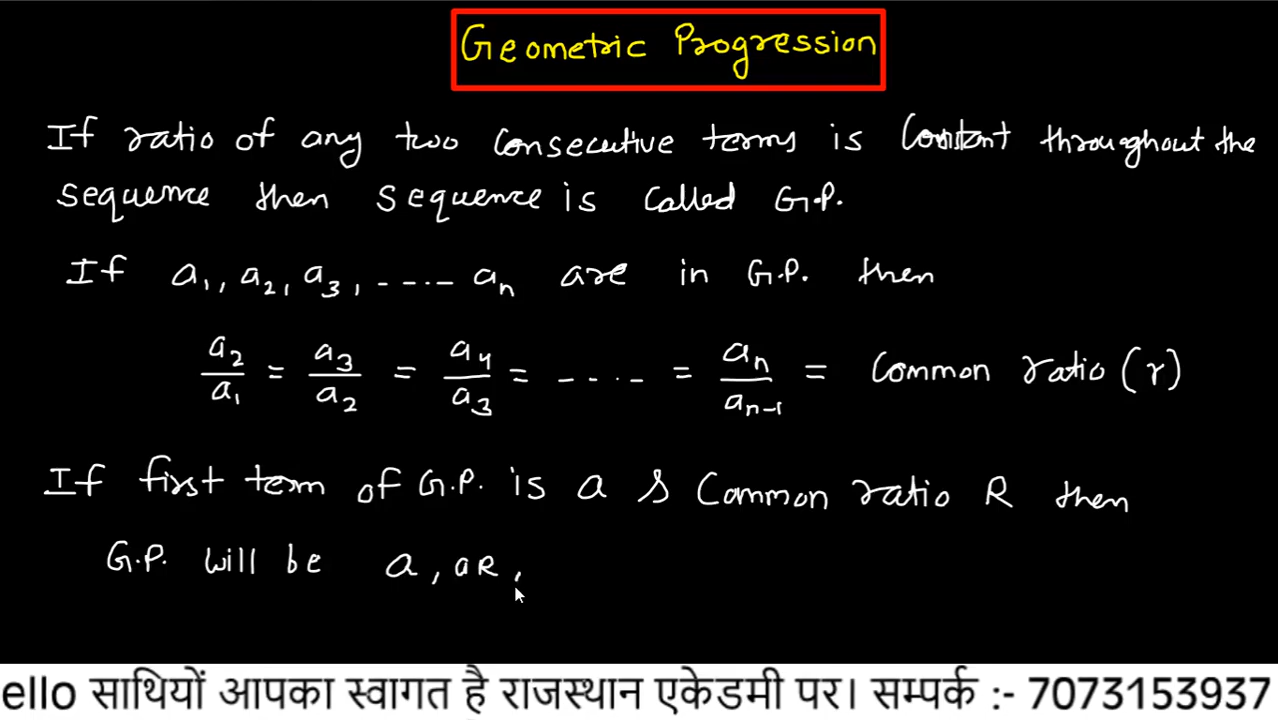 Geometric Progression
If ratio of any two consecutive terms is constant throughout the
sequence then sequence is called G.P.
If a₁, a₂, a₃, ----- aₙ are in G.P. then
a₂/a₁ = a₃/a₂ = a₄/a₃ = ----- = aₙ/aₙ₋₁ = Common ratio (r)
If first term of G.P. is a & Common ratio R then
G.P. will be a, aR,
ello साथियों आपका स्वागत है राजस्थान एकेडमी पर। सम्पर्क :- 7073153937